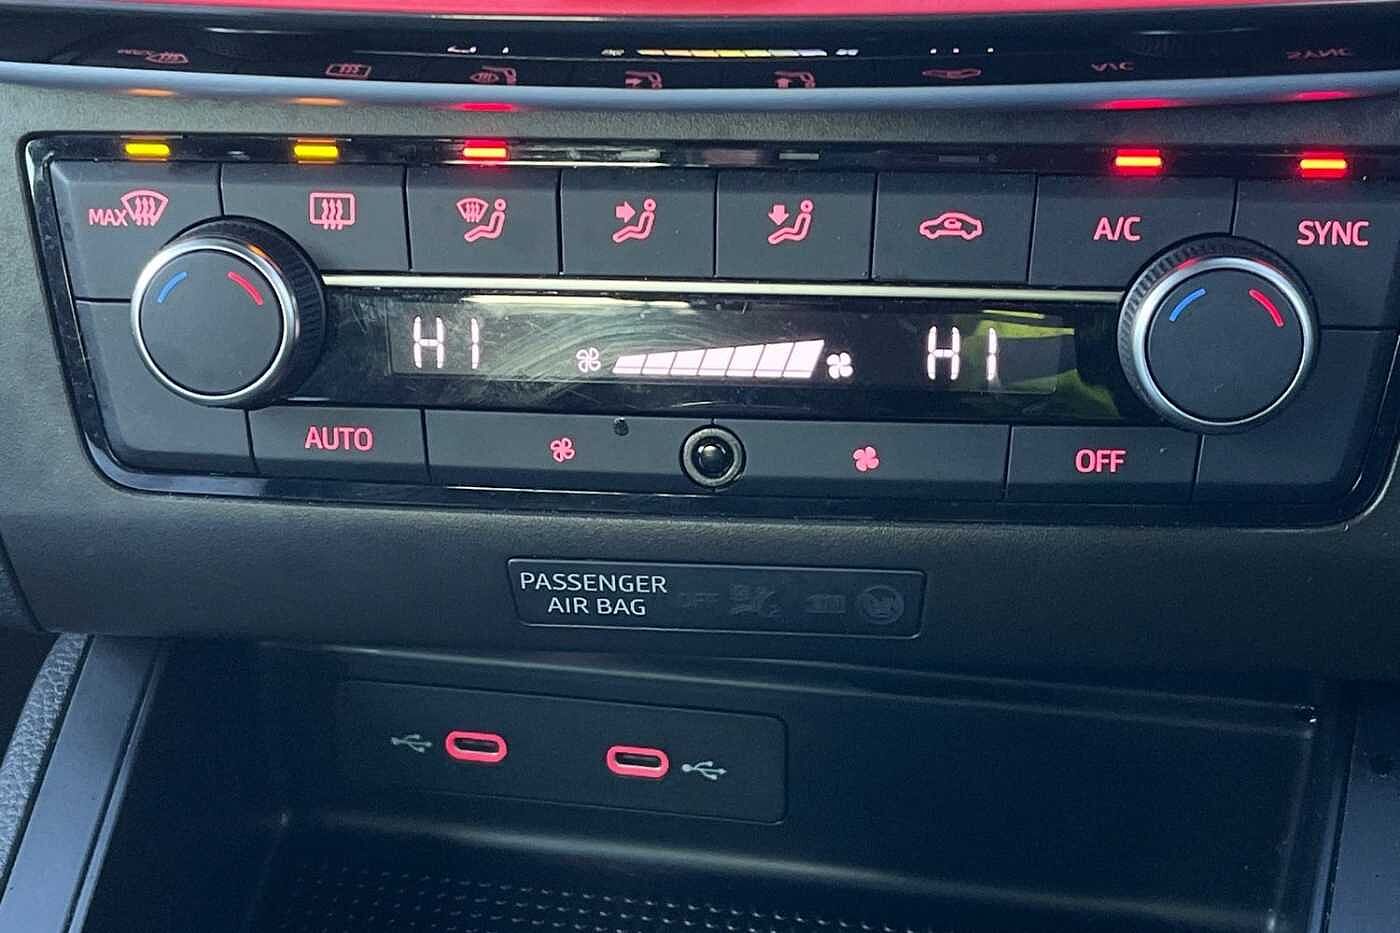 MAX
A/C
SYNC
HI
HI
AUTO
OFF
PASSENGER
AIR BAG